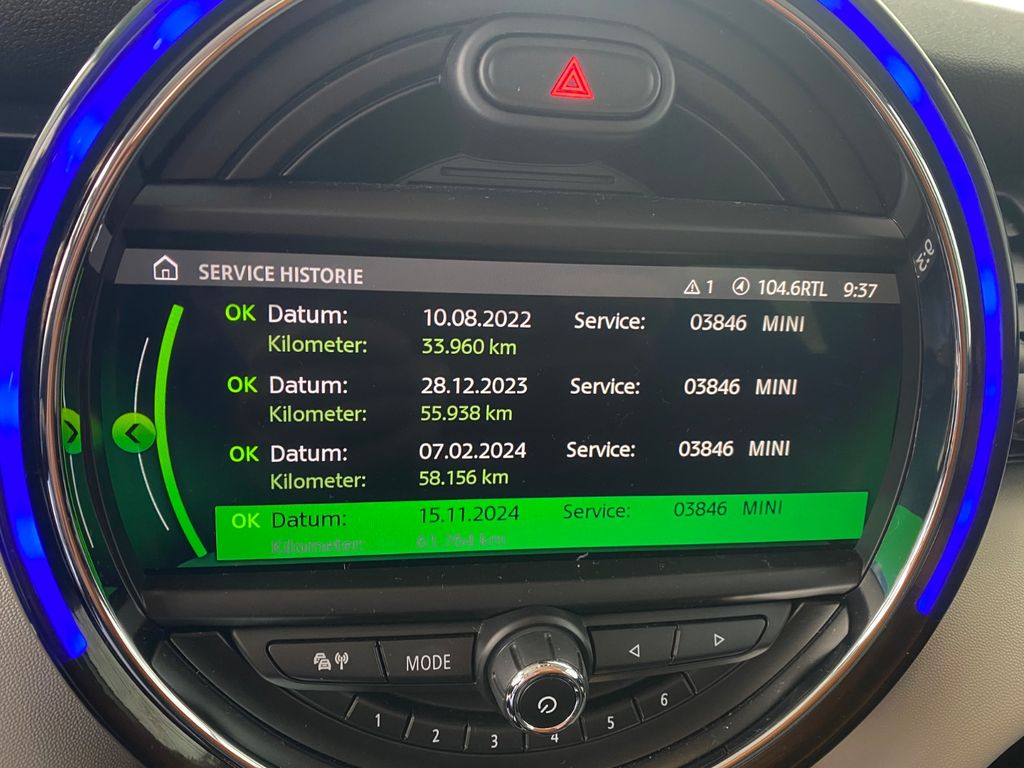 SERVICE HISTORIE 1 104.6RTL 9:37
OK Datum: 10.08.2022 Service: 03846 MINI
Kilometer: 33.960 km
OK Datum: 28.12.2023 Service: 03846 MINI
Kilometer: 55.938 km
OK Datum: 07.02.2024 Service: 03846 MINI
Kilometer: 58.156 km
OK Datum: 15.11.2024 Service: 03846 MINI
Kilometer: km
MODE
1 2 3 4 5 6